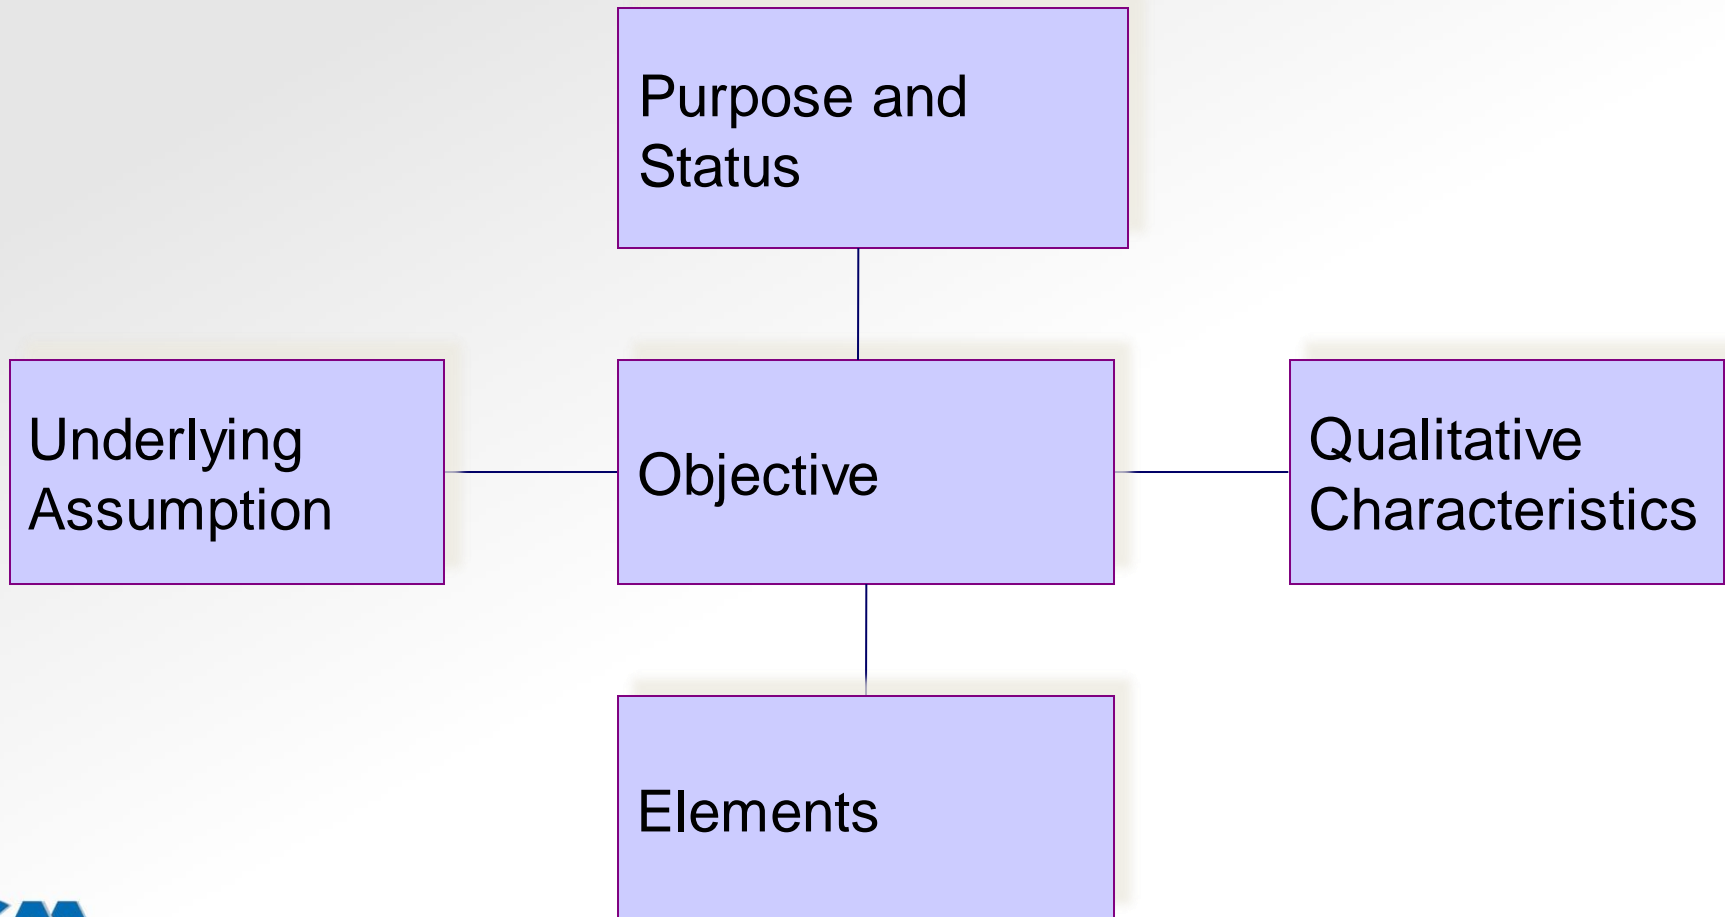 Purpose and
Status
Underlying
Assumption
Objective
Qualitative
Characteristics
Elements